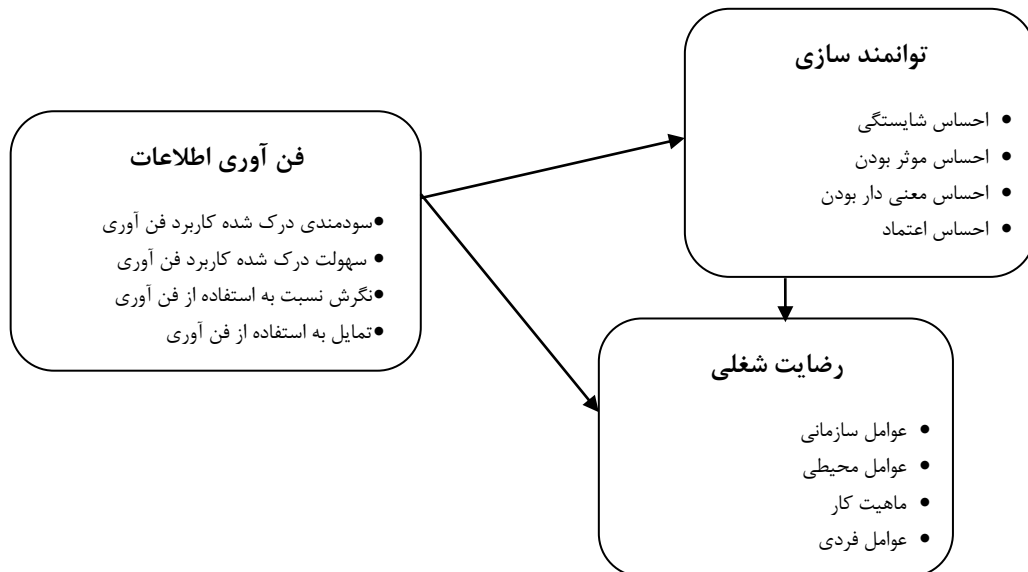 توانمند سازی
• احساس شایستگی
• احساس موثر بودن
• احساس معنی دار بودن
• احساس اعتماد
فن آوری اطلاعات
•سودمندی درک شده کاربرد فن آوری
• سهولت درک شده کاربرد فن آوری
•نگرش نسبت به استفاده از فن آوری
•تمایل به استفاده از فن آوری
رضایت شغلی
• عوامل سازمانی
• عوامل محیطی
• ماهیت کار
• عوامل فردی